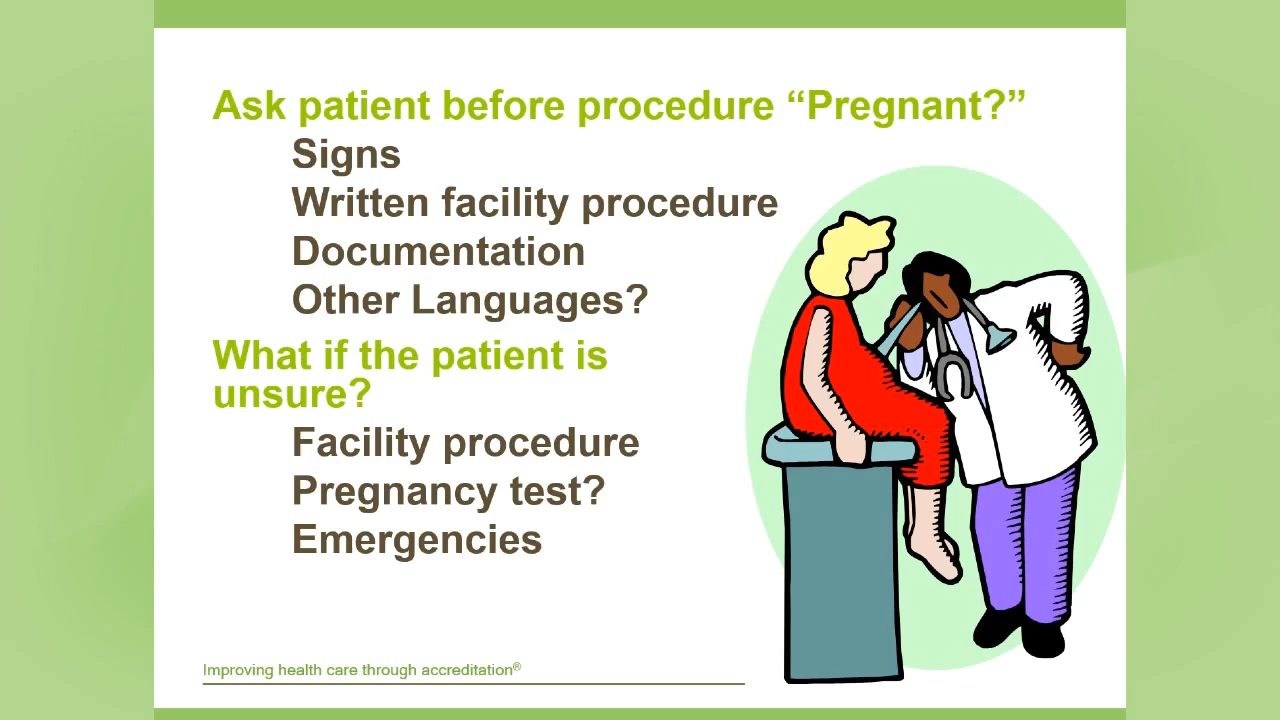 Ask patient before procedure “Pregnant?”
Signs
Written facility procedure
Documentation
Other Languages?
What if the patient is
unsure?
Facility procedure
Pregnancy test?
Emergencies
Improving health care through accreditation®